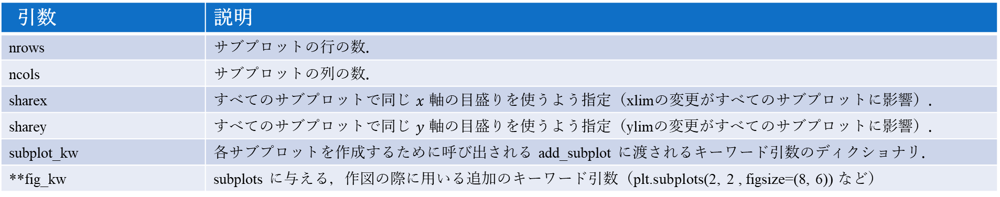 引数 説明
nrows サブプロットの行の数.
ncols サブプロットの列の数.
sharex すべてのサブプロットで同じ x 軸の目盛りを使うよう指定（xlimの変更がすべてのサブプロットに影響）.
sharey すべてのサブプロットで同じ y 軸の目盛りを使うよう指定（ylimの変更がすべてのサブプロットに影響）.
subplot_kw 各サブプロットを作成するために呼び出される add_subplot に渡されるキーワード引数のディクショナリ.
**fig_kw subplots に与える，作図の際に用いる追加のキーワード引数（plt.subplots(2, 2 , figsize=(8, 6)) など）